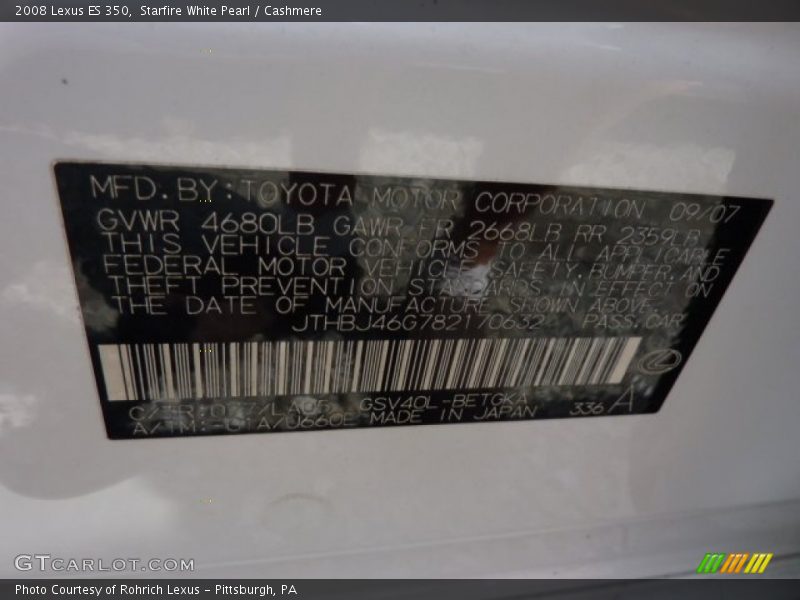 2008 Lexus ES 350, Starfire White Pearl / Cashmere
MFD. BY: TOYOTA MOTOR CORPORATION 09/07
GVWR 4680LB GAWR FR 2668LB RR 2359LB
THIS VEHICLE CONFORMS TO ALL APPLICABLE
FEDERAL MOTOR VEHICLE SAFETY, BUMPER, AND
THEFT PREVENTION STANDARDS IN EFFECT ON
THE DATE OF MANUFACTURE SHOWN ABOVE.
JTHBJ46G782170632 PASS.CAR
GSV40L-BETGKA 336 A
/U660E MADE IN JAPAN
GTCARLOT.COM
Photo Courtesy of Rohrich Lexus - Pittsburgh, PA